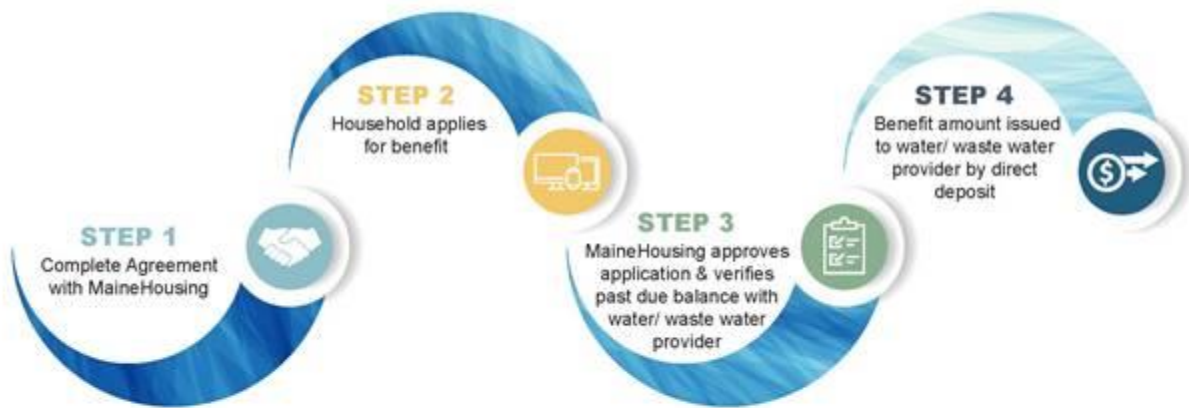 STEP 1
Complete Agreement
with MaineHousing
STEP 2
Household applies
for benefit
STEP 3
MaineHousing approves
application & verifies
past due balance with
water/ waste water
provider
STEP 4
Benefit amount issued
to water/ waste water
provider by direct
deposit
$